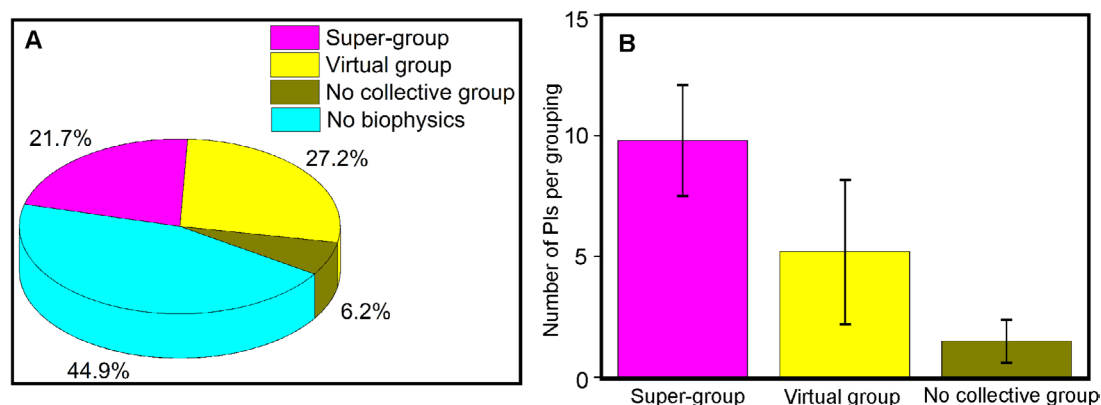 A
Super-group
Virtual group
No collective group
No biophysics
21.7%
27.2%
6.2%
44.9%
B
Number of PIs per grouping
15
10
5
0
Super-group
Virtual group
No collective group